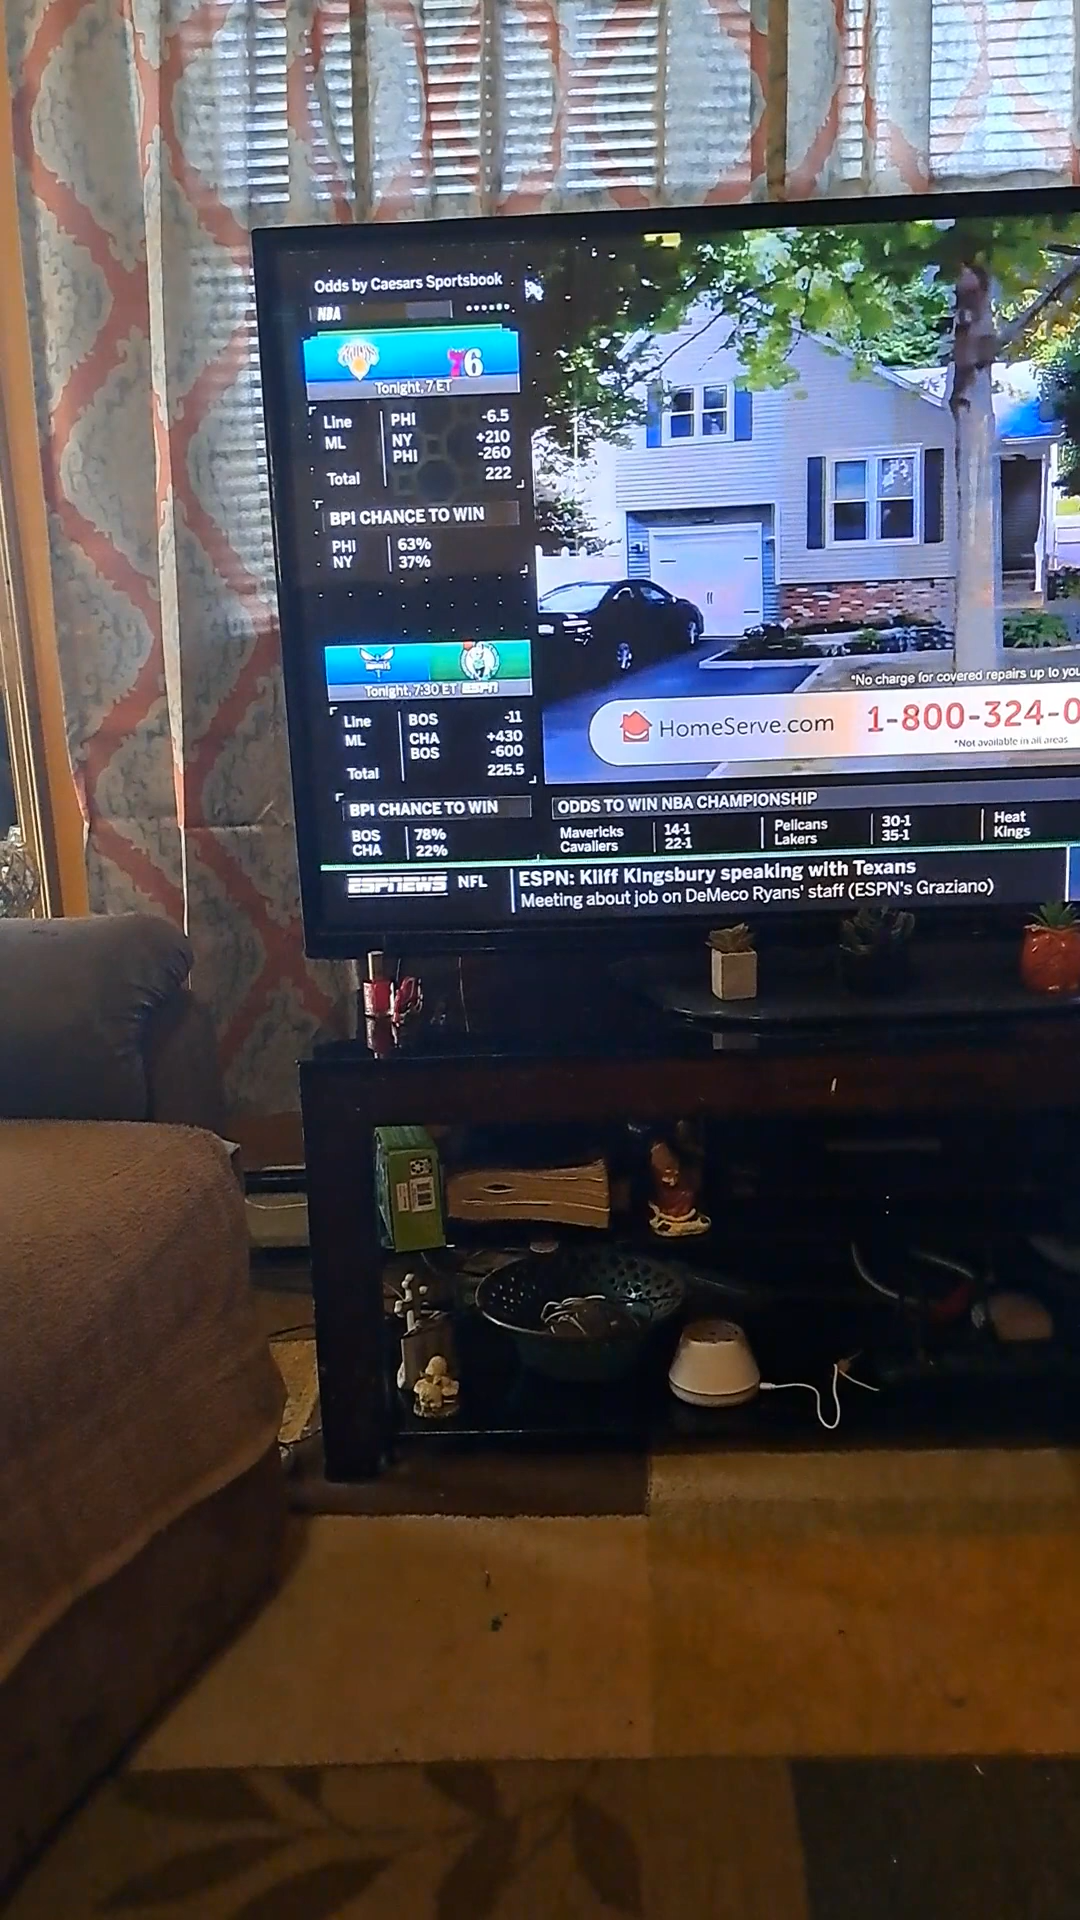 Odds by Caesars Sportsbook
NBA
76
Tonight, 7 ET
Line PHI -6.5
ML NY +210
PHI -260
Total 222
BPI CHANCE TO WIN
PHI 63%
NY 37%
Tonight, 7:30 ET ESPN
Line BOS -11
ML CHA +430
BOS -600
Total 225.5
BPI CHANCE TO WIN
BOS 78%
CHA 22%
*No charge for covered repairs up to you
HomeServe.com 1-800-324-0
*Not available in all areas
ODDS TO WIN NBA CHAMPIONSHIP
Mavericks 14-1 Pelicans 30-1 Heat
Cavaliers 22-1 Lakers 35-1 Kings
ESPNEWS NFL
ESPN: Kliff Kingsbury speaking with Texans
Meeting about job on DeMeco Ryans' staff (ESPN's Graziano)